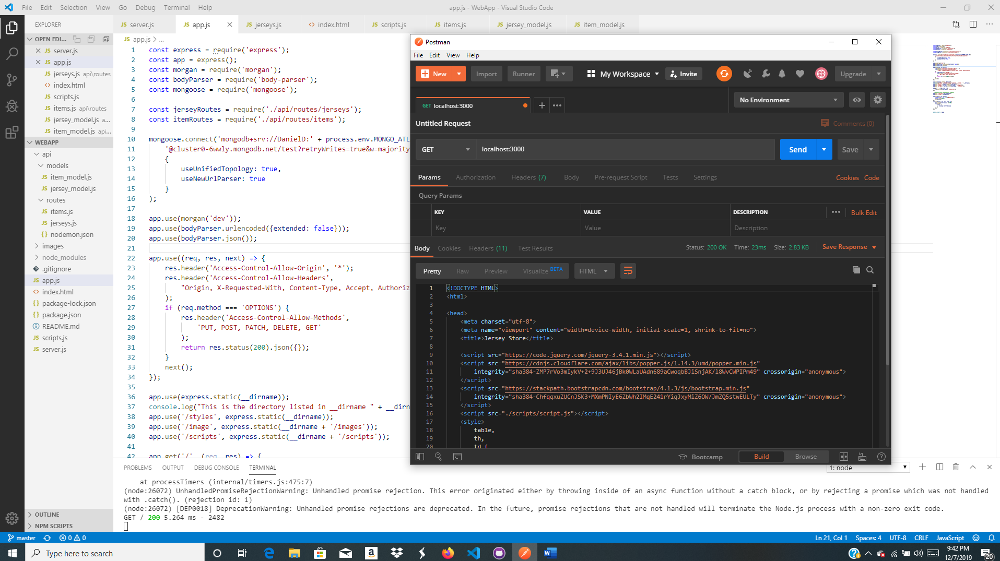 File Edit Selection View Go Debug Terminal Help
app.js - WebApp - Visual Studio Code
EXPLORER
OPEN EDI...
server.js
app.js
jerseys.js api\routes
index.html
scripts.js
items.js api\routes
jersey_model.js a...
item_model.js api...
WEBAPP
api
models
item_model.js
jersey_model.js
routes
items.js
jerseys.js
nodemon.json
images
node_modules
.gitignore
app.js
index.html
package-lock.json
package.json
README.md
scripts.js
server.js
OUTLINE
NPM SCRIPTS
server.js app.js jerseys.js index.html scripts.js items.js jersey_model.js item_model.js
app.js > ...
1 const express = require('express');
2 const app = express();
3 const morgan = require('morgan');
4 const bodyParser = require('body-parser');
5 const mongoose = require('mongoose');
6
7 const jerseyRoutes = require('./api/routes/jerseys');
8 const itemRoutes = require('./api/routes/items');
9
10 mongoose.connect('mongodb+srv://DanielD:' + process.env.MONGO_ATL
11 '@cluster0-6wwly.mongodb.net/test?retryWrites=true&w=majority
12 {
13 useUnifiedTopology: true,
14 useNewUrlParser: true
15 }
16 );
17
18 app.use(morgan('dev'));
19 app.use(bodyParser.urlencoded({extended: false}));
20 app.use(bodyParser.json());
21
22 app.use((req, res, next) => {
23 res.header('Access-Control-Allow-Origin', '*');
24 res.header('Access-Control-Allow-Headers',
25 "Origin, X-Requested-With, Content-Type, Accept, Authoriz
26 );
27 if (req.method === 'OPTIONS') {
28 res.header('Access-Control-Allow-Methods',
29 'PUT, POST, PATCH, DELETE, GET'
30 );
31 return res.status(200).json({});
32 }
33 next();
34 });
35
36 app.use(express.static(__dirname));
37 console.log("This is the directory listed in __dirname " + __dirn
38 app.use('/styles', express.static(__dirname));
39 app.use('/image', express.static(__dirname + '/images'));
40 app.use('/scripts', express.static(__dirname + '/scripts'));
41
42 app.get('/', (req, res) => {
Postman
File Edit View Help
New Import Runner My Workspace Invite Upgrade
GET localhost:3000
No Environment
Untitled Request
Comments (0)
GET localhost:3000 Send Save
Params Authorization Headers (7) Body Pre-request Script Tests Settings Cookies Code
Query Params
KEY VALUE DESCRIPTION Bulk Edit
Key Value Description
Body Cookies Headers (11) Test Results Status: 200 OK Time: 23ms Size: 2.83 KB Save Response
Pretty Raw Preview Visualize BETA HTML
1 <!DOCTYPE HTML>
2 <html>
3
4 <head>
5 <meta charset="utf-8">
6 <meta name="viewport" content="width=device-width, initial-scale=1, shrink-to-fit=no">
7 <title>Jersey Store</title>
8
9 <script src="https://code.jquery.com/jquery-3.4.1.min.js"></script>
10 <script src="https://cdnjs.cloudflare.com/ajax/libs/popper.js/1.14.3/umd/popper.min.js"
11 integrity="sha384-ZMP7rVo3mIykV+2+9J3UJ46jBk0WLaUAdn689aCwoqbBJiSnjAK/l8WvCWPIPm49" crossorigin="anonymous">
12 </script>
13 <script src="https://stackpath.bootstrapcdn.com/bootstrap/4.1.3/js/bootstrap.min.js"
14 integrity="sha384-ChfqqxuZUCnJSK3+MXmPNIyE6ZbWh2IMqE241rYiqJxyMiZ6OW/JmZQ5stwEULTy" crossorigin="anonymous">
15 </script>
16 <script src="./scripts/script.js"></script>
17 <style>
18 table,
19 th,
20 td {
Bootcamp Build Browse
PROBLEMS OUTPUT DEBUG CONSOLE TERMINAL
1: node
at processTimers (internal/timers.js:475:7)
(node:26072) UnhandledPromiseRejectionWarning: Unhandled promise rejection. This error originated either by throwing inside of an async function without a catch block, or by rejecting a promise which was not handled
with .catch(). (rejection id: 1)
(node:26072) [DEP0018] DeprecationWarning: Unhandled promise rejections are deprecated. In the future, promise rejections that are not handled will terminate the Node.js process with a non-zero exit code.
GET / 200 5.264 ms - 2482
master 0 0
Ln 21, Col 1 Spaces: 4 UTF-8 CRLF JavaScript
Type here to search
9:42 PM
12/7/2019
20